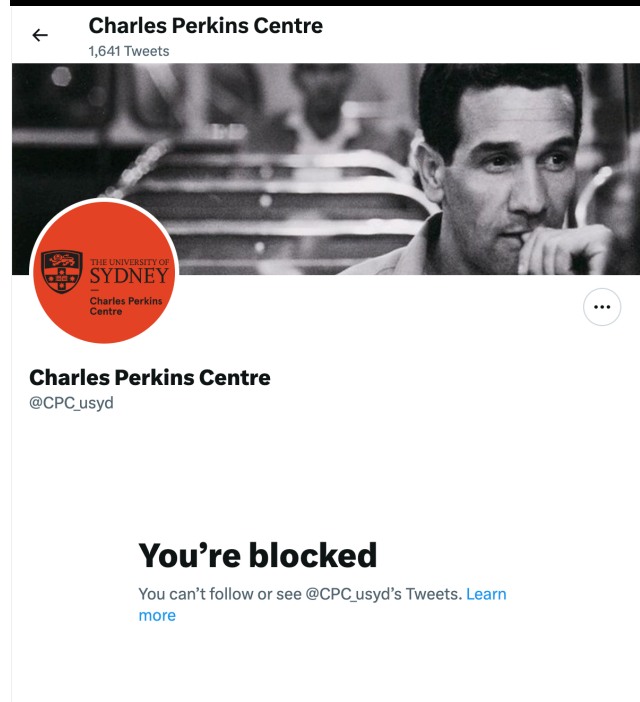 Charles Perkins Centre
1,641 Tweets
THE UNIVERSITY OF
SYDNEY
Charles Perkins
Centre
Charles Perkins Centre
@CPC_usyd
You’re blocked
You can’t follow or see @CPC_usyd’s Tweets. Learn
more